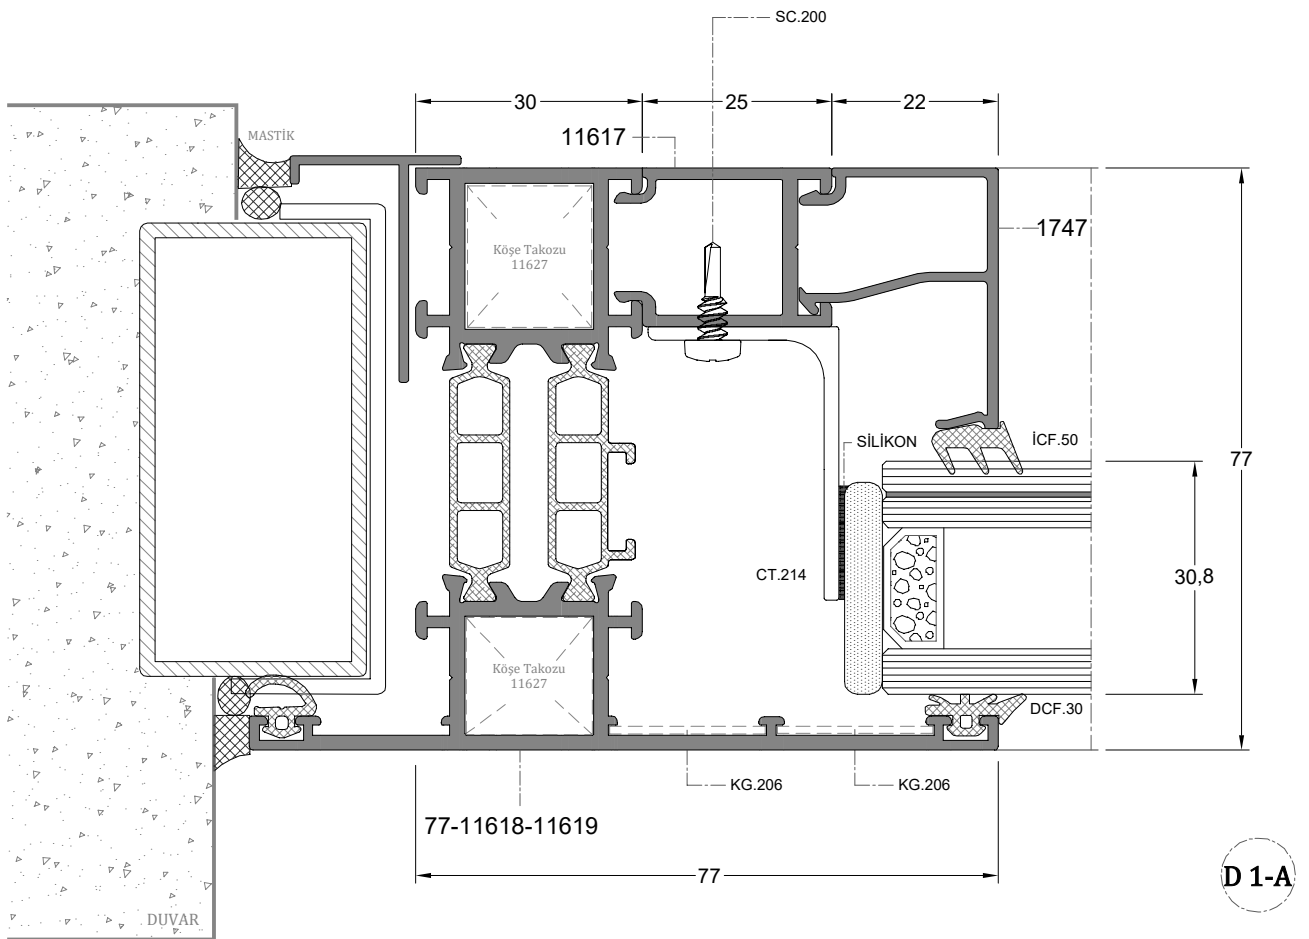 SC.200
30
25
22
MASTİK
11617
Köşe Takozu
11627
1747
SİLİKON
İCF.50
77
CT.214
30,8
Köşe Takozu
11627
DCF.30
KG.206
KG.206
77-11618-11619
77
D 1-A
DUVAR